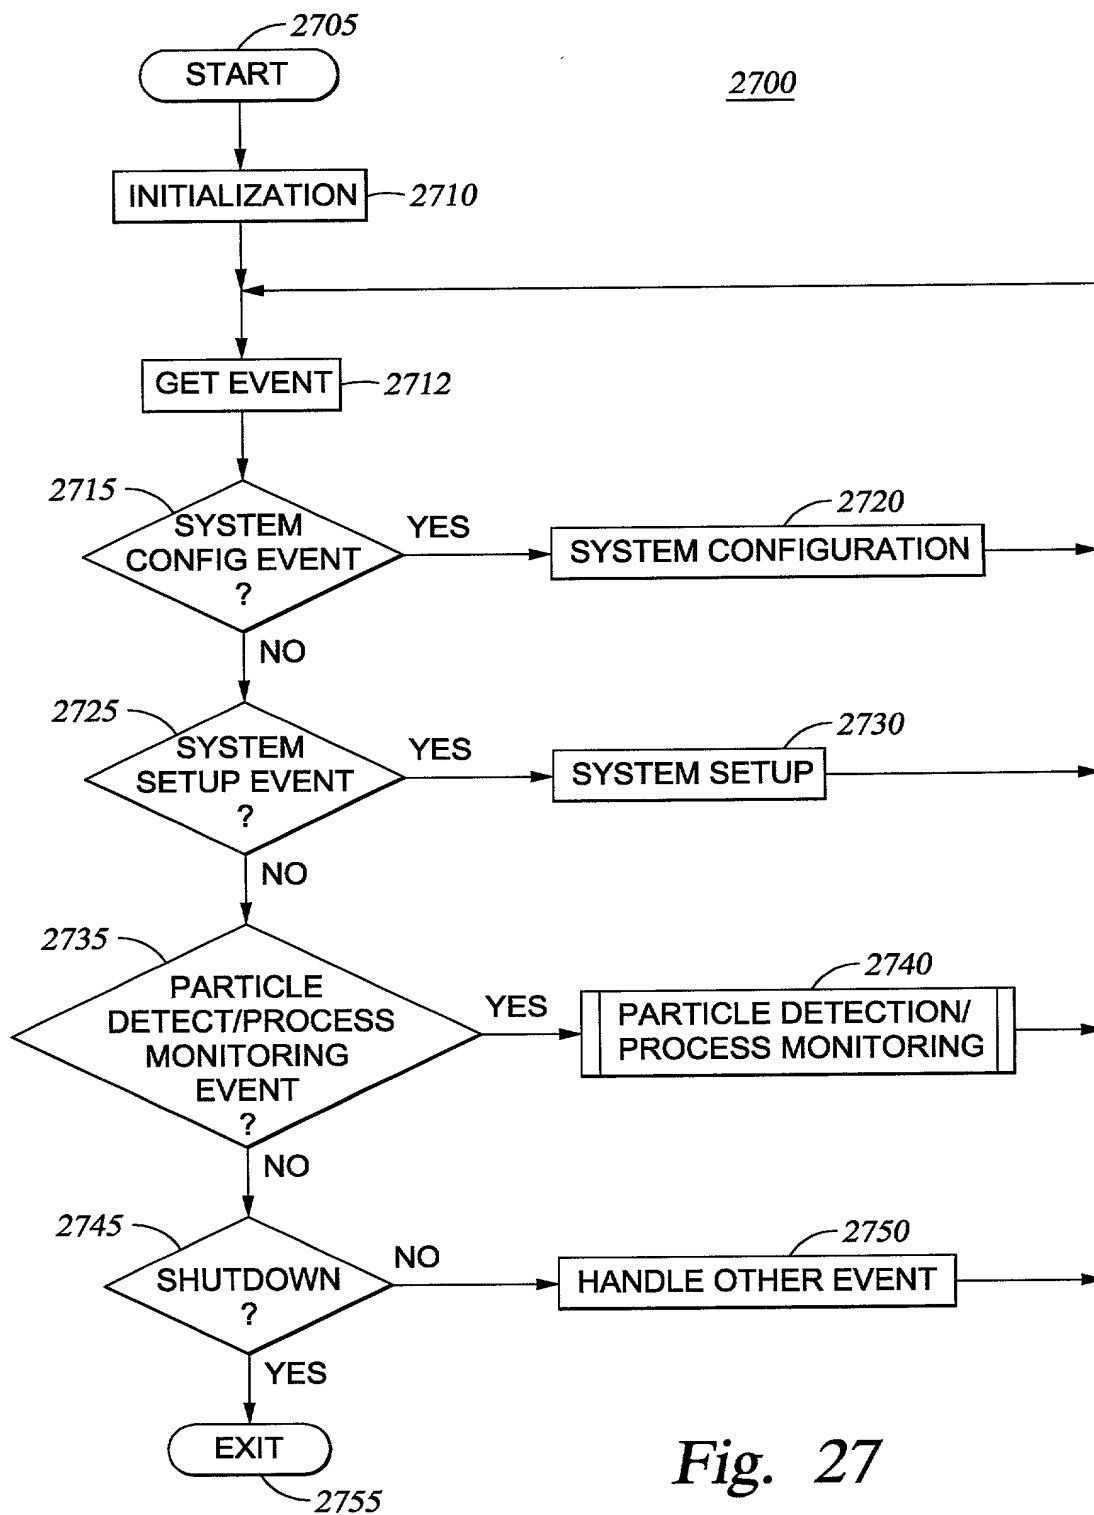 2705
START
2700
INITIALIZATION
2710
GET EVENT
2712
2715
SYSTEM
CONFIG EVENT
?
YES
2720
SYSTEM CONFIGURATION
NO
2725
SYSTEM
SETUP EVENT
?
YES
2730
SYSTEM SETUP
NO
2735
PARTICLE
DETECT/PROCESS
MONITORING
EVENT
?
YES
2740
PARTICLE DETECTION/
PROCESS MONITORING
NO
2745
SHUTDOWN
?
NO
2750
HANDLE OTHER EVENT
YES
EXIT
2755
Fig. 27